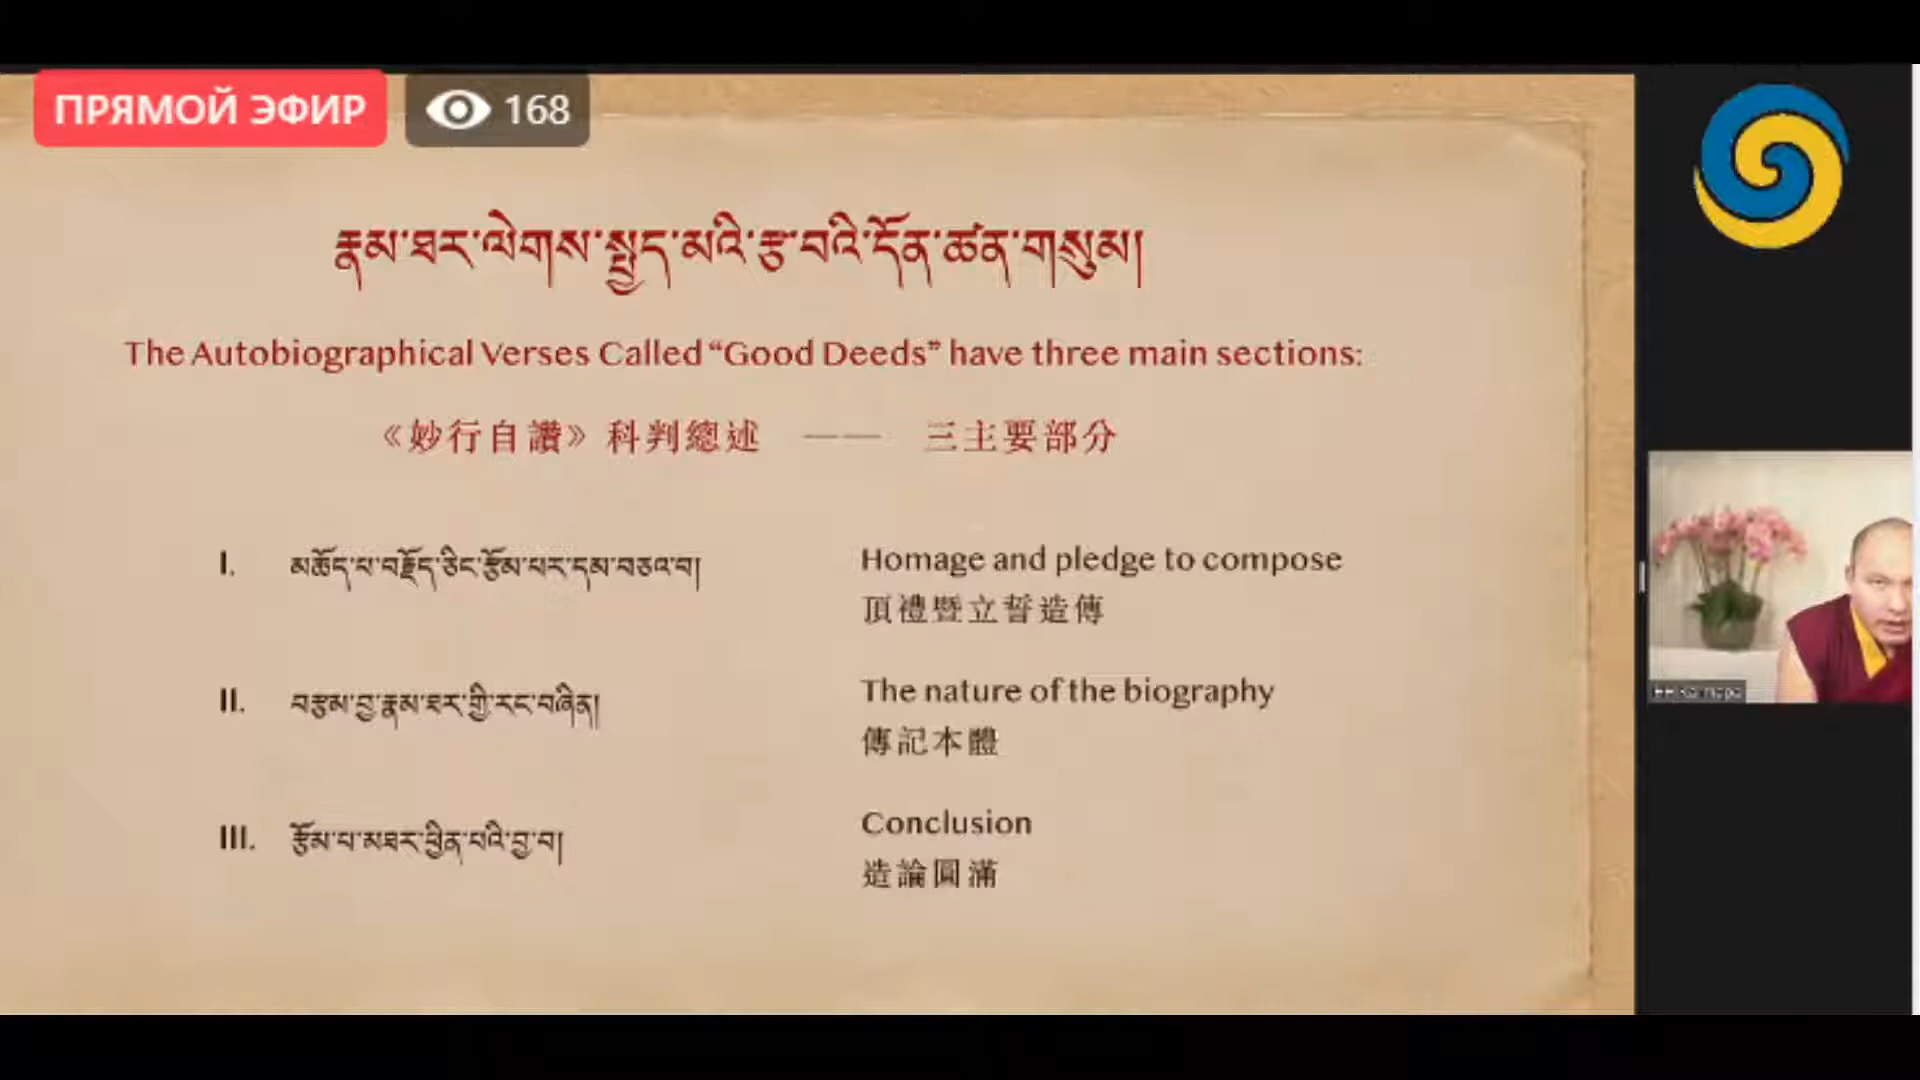 ПРЯМОЙ ЭФИР 168
རྣམ་ཐར་ལེགས་སྤྱད་མའི་རྩ་བའི་དོན་ཚན་གསུམ།
The Autobiographical Verses Called “Good Deeds” have three main sections:
《妙行自讚》科判總述 —— 三主要部分
I. མཆོད་པ་བརྗོད་ཅིང་རྩོམ་པར་དམ་བཅའ་བ། Homage and pledge to compose
頂禮暨立誓造傳
II. བརྩམ་བྱ་རྣམ་ཐར་གྱི་རང་བཞིན། The nature of the biography
傳記本體
III. རྩོམ་པ་མཐར་ཕྱིན་པའི་བྱ་བ། Conclusion
造論圓滿